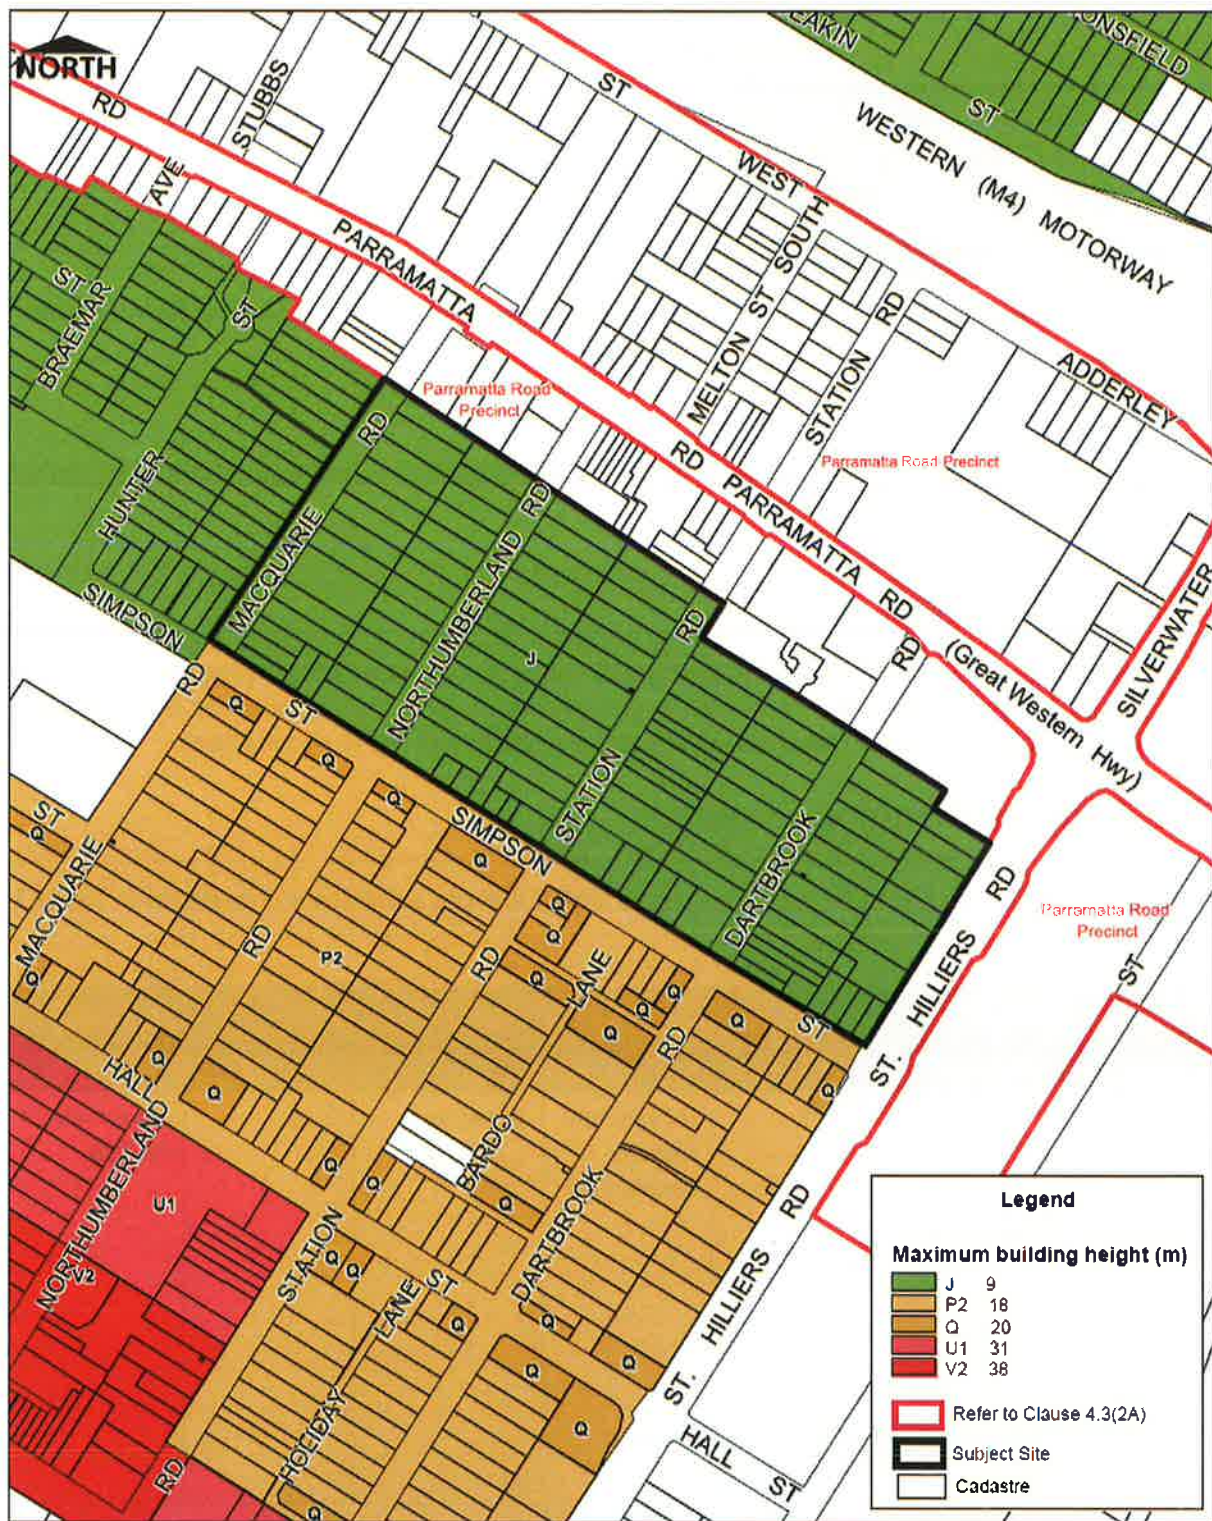 NORTH
RD
STUBBS
AVE
ST
DEAKIN
ONSFIELD
ST
WESTERN (M4) MOTORWAY
WEST
PARRAMATTA
ST
BRAEMAR
ST
MELTON ST SOUTH
STATION RD
ADDERLEY
Parramatta Road
Precinct
RD
RD
PARRAMATTA
RD
Parramatta Road Precinct
HUNTER
MACQUARIE
NORTHUMBERLAND
RD
SIMPSON
J
RD
RD
(Great Western Hwy)
SILVERWATER
RD
Q
ST
Q
Q
STATION
SIMPSON
DARTBROOK
ST
Q
MACQUARIE
Q
Q
Q
RD
P2
RD
Q
LANE
Q
Q
Q
RD
Q
ST
HILLIERS
RD
Parramatta Road
Precinct
ST
Q
Q
HALL
Q
Q
Q
ST.
Q
Q
BARDO
Q
DARTBROOK
NORTHUMBERLAND
U1
V2
STATION
Q
Q
LANE
ST
Q
Q
Q
Q
Q
HOLIDAY
Q
RD
ST. HILLIERS RD
HALL ST
Legend
Maximum building height (m)
J 9
P2 18
Q 20
U1 31
V2 38
Refer to Clause 4.3(2A)
Subject Site
Cadastre